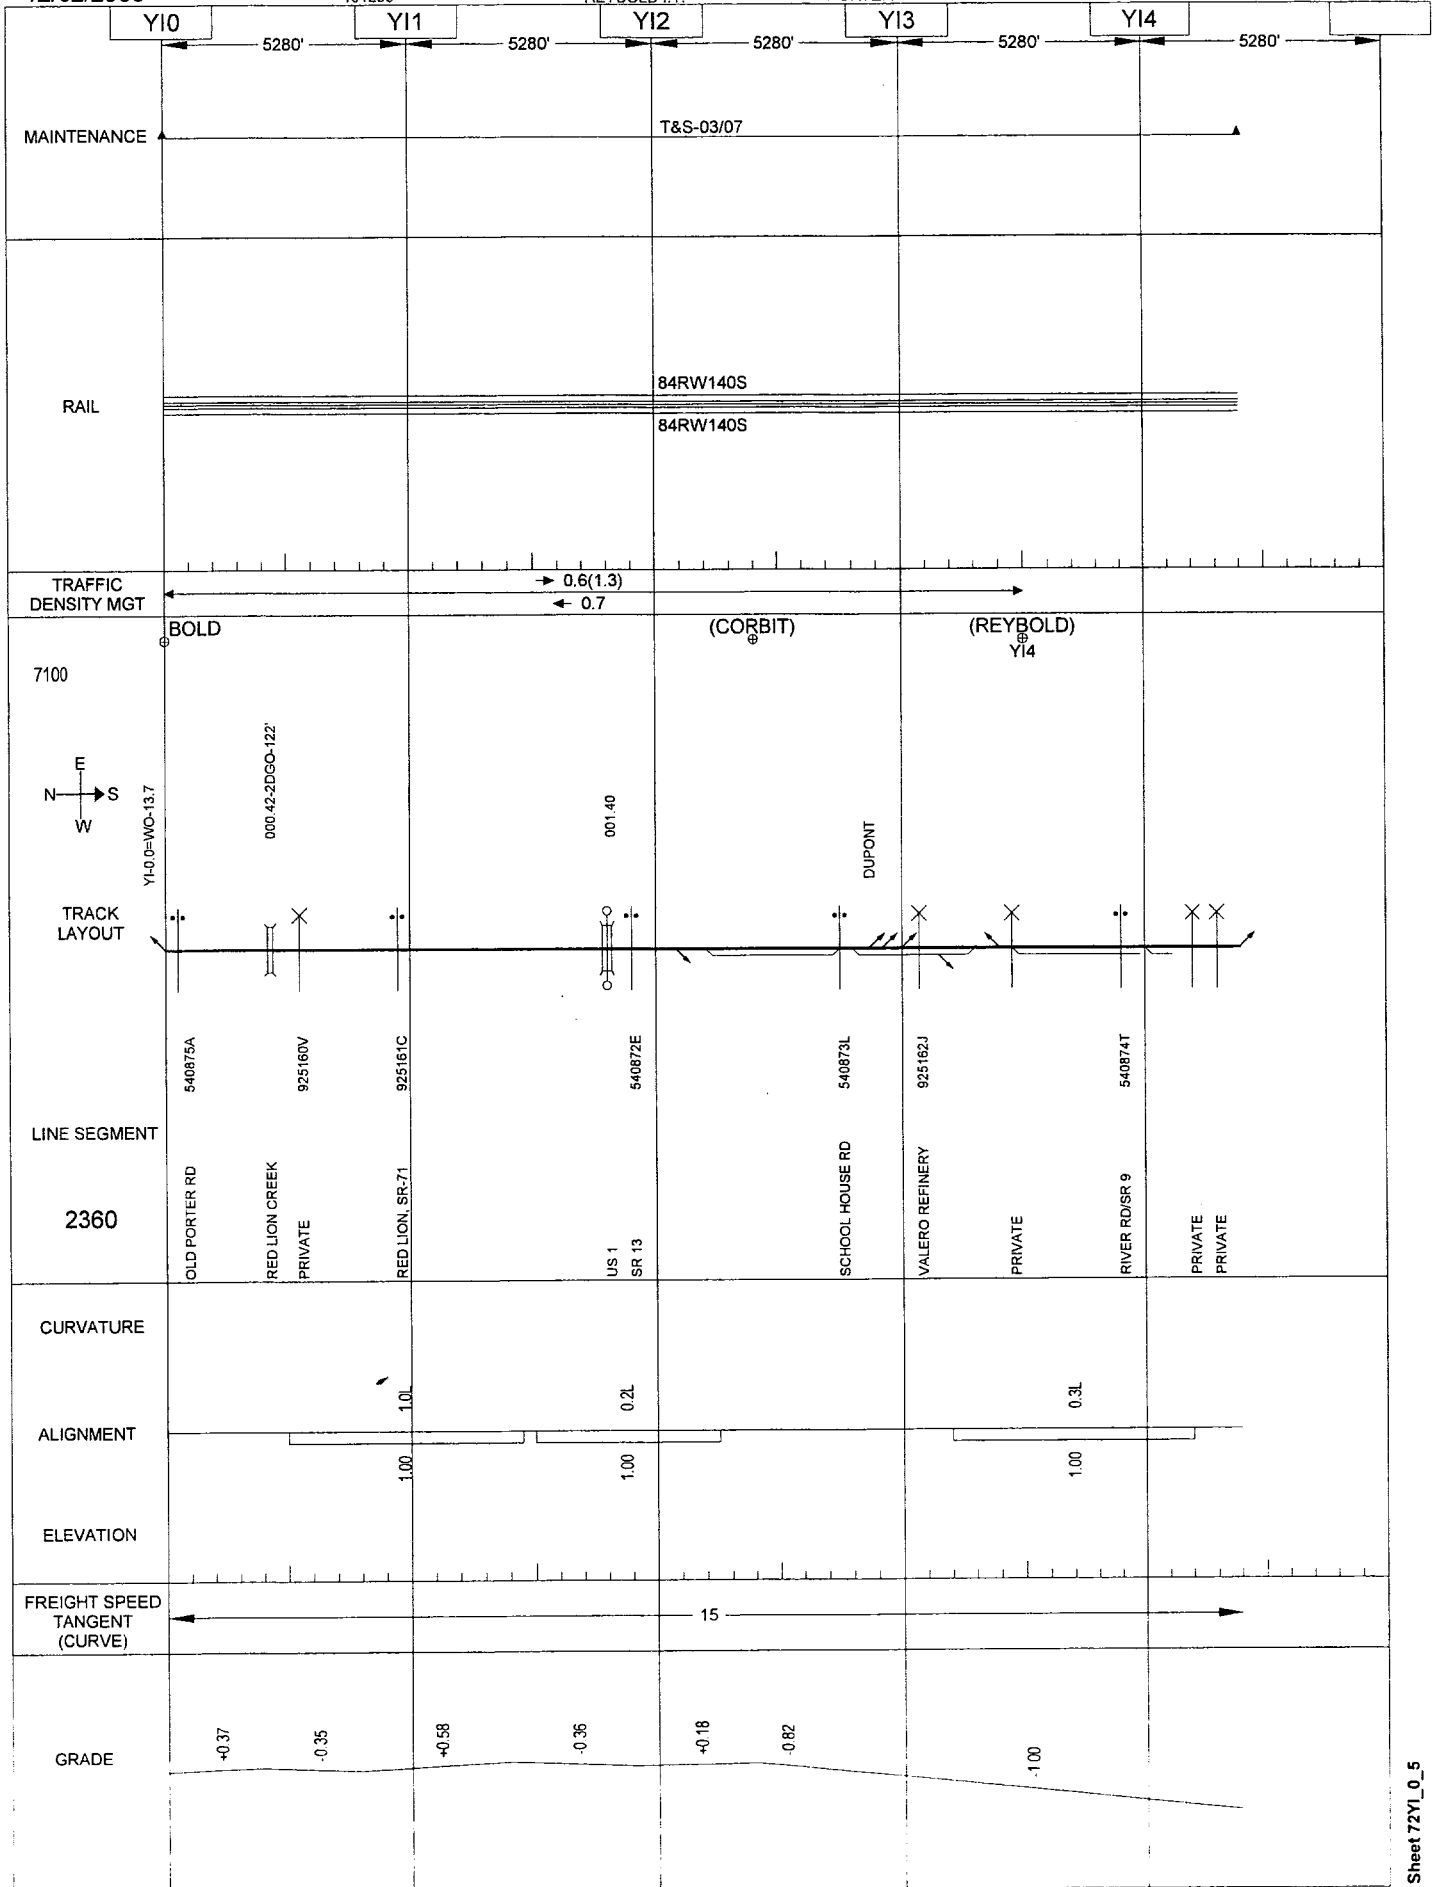 YI0
YI1
YI2
YI3
YI4
5280'
5280'
5280'
5280'
5280'
MAINTENANCE
T&S-03/07
RAIL
84RW140S
84RW140S
TRAFFIC
DENSITY MGT
0.6(1.3)
0.7
BOLD
(CORBIT)
(REYBOLD)
YI4
7100
E
N
S
W
YI-0.0=WO-13.7
000.42-2DGO-122'
001.40
DUPONT
TRACK
LAYOUT
540875A
925160V
925161C
540872E
540873L
925162J
540874T
LINE SEGMENT
2360
OLD PORTER RD
RED LION CREEK
PRIVATE
RED LION, SR-71
US 1
SR 13
SCHOOL HOUSE RD
VALERO REFINERY
PRIVATE
RIVER RD/SR 9
PRIVATE
PRIVATE
CURVATURE
1.0L
0.2L
0.3L
ALIGNMENT
1.00
1.00
1.00
ELEVATION
FREIGHT SPEED
TANGENT
(CURVE)
15
GRADE
+0.37
-0.35
+0.58
-0.36
+0.18
-0.82
-1.00
Sheet 72YI_0_5